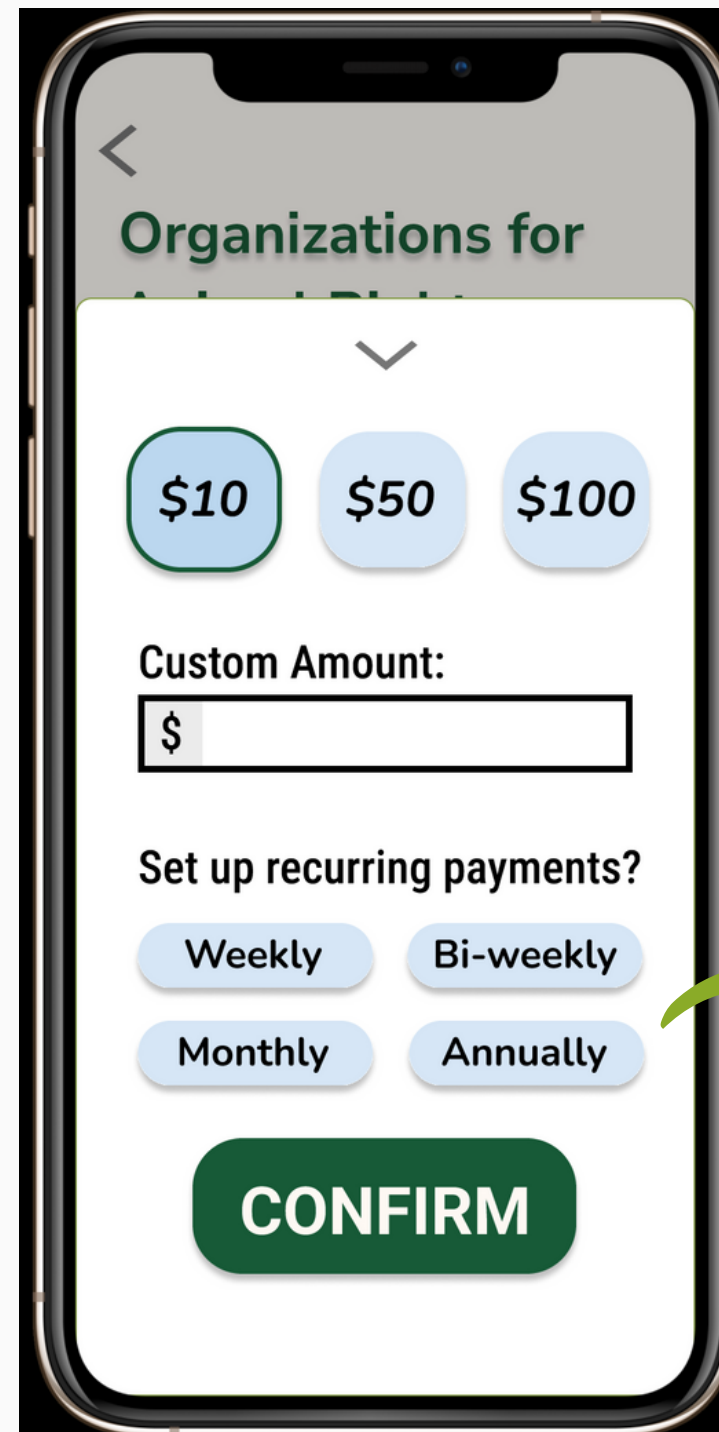 Organizations for
$10 $50 $100
Custom Amount:
$
Set up recurring payments?
Weekly Bi-weekly
Monthly Annually
CONFIRM